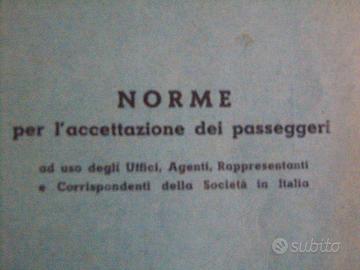 NORME
per l'accettazione dei passeggeri
ad uso degli Uffici, Agenti, Rappresentanti
e Corrispondenti della Società in Italia
subito